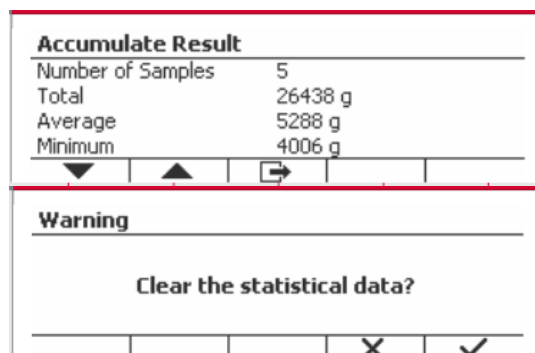 Accumulate Result
Number of Samples 5
Total 26438 g
Average 5288 g
Minimum 4006 g
Warning
Clear the statistical data?